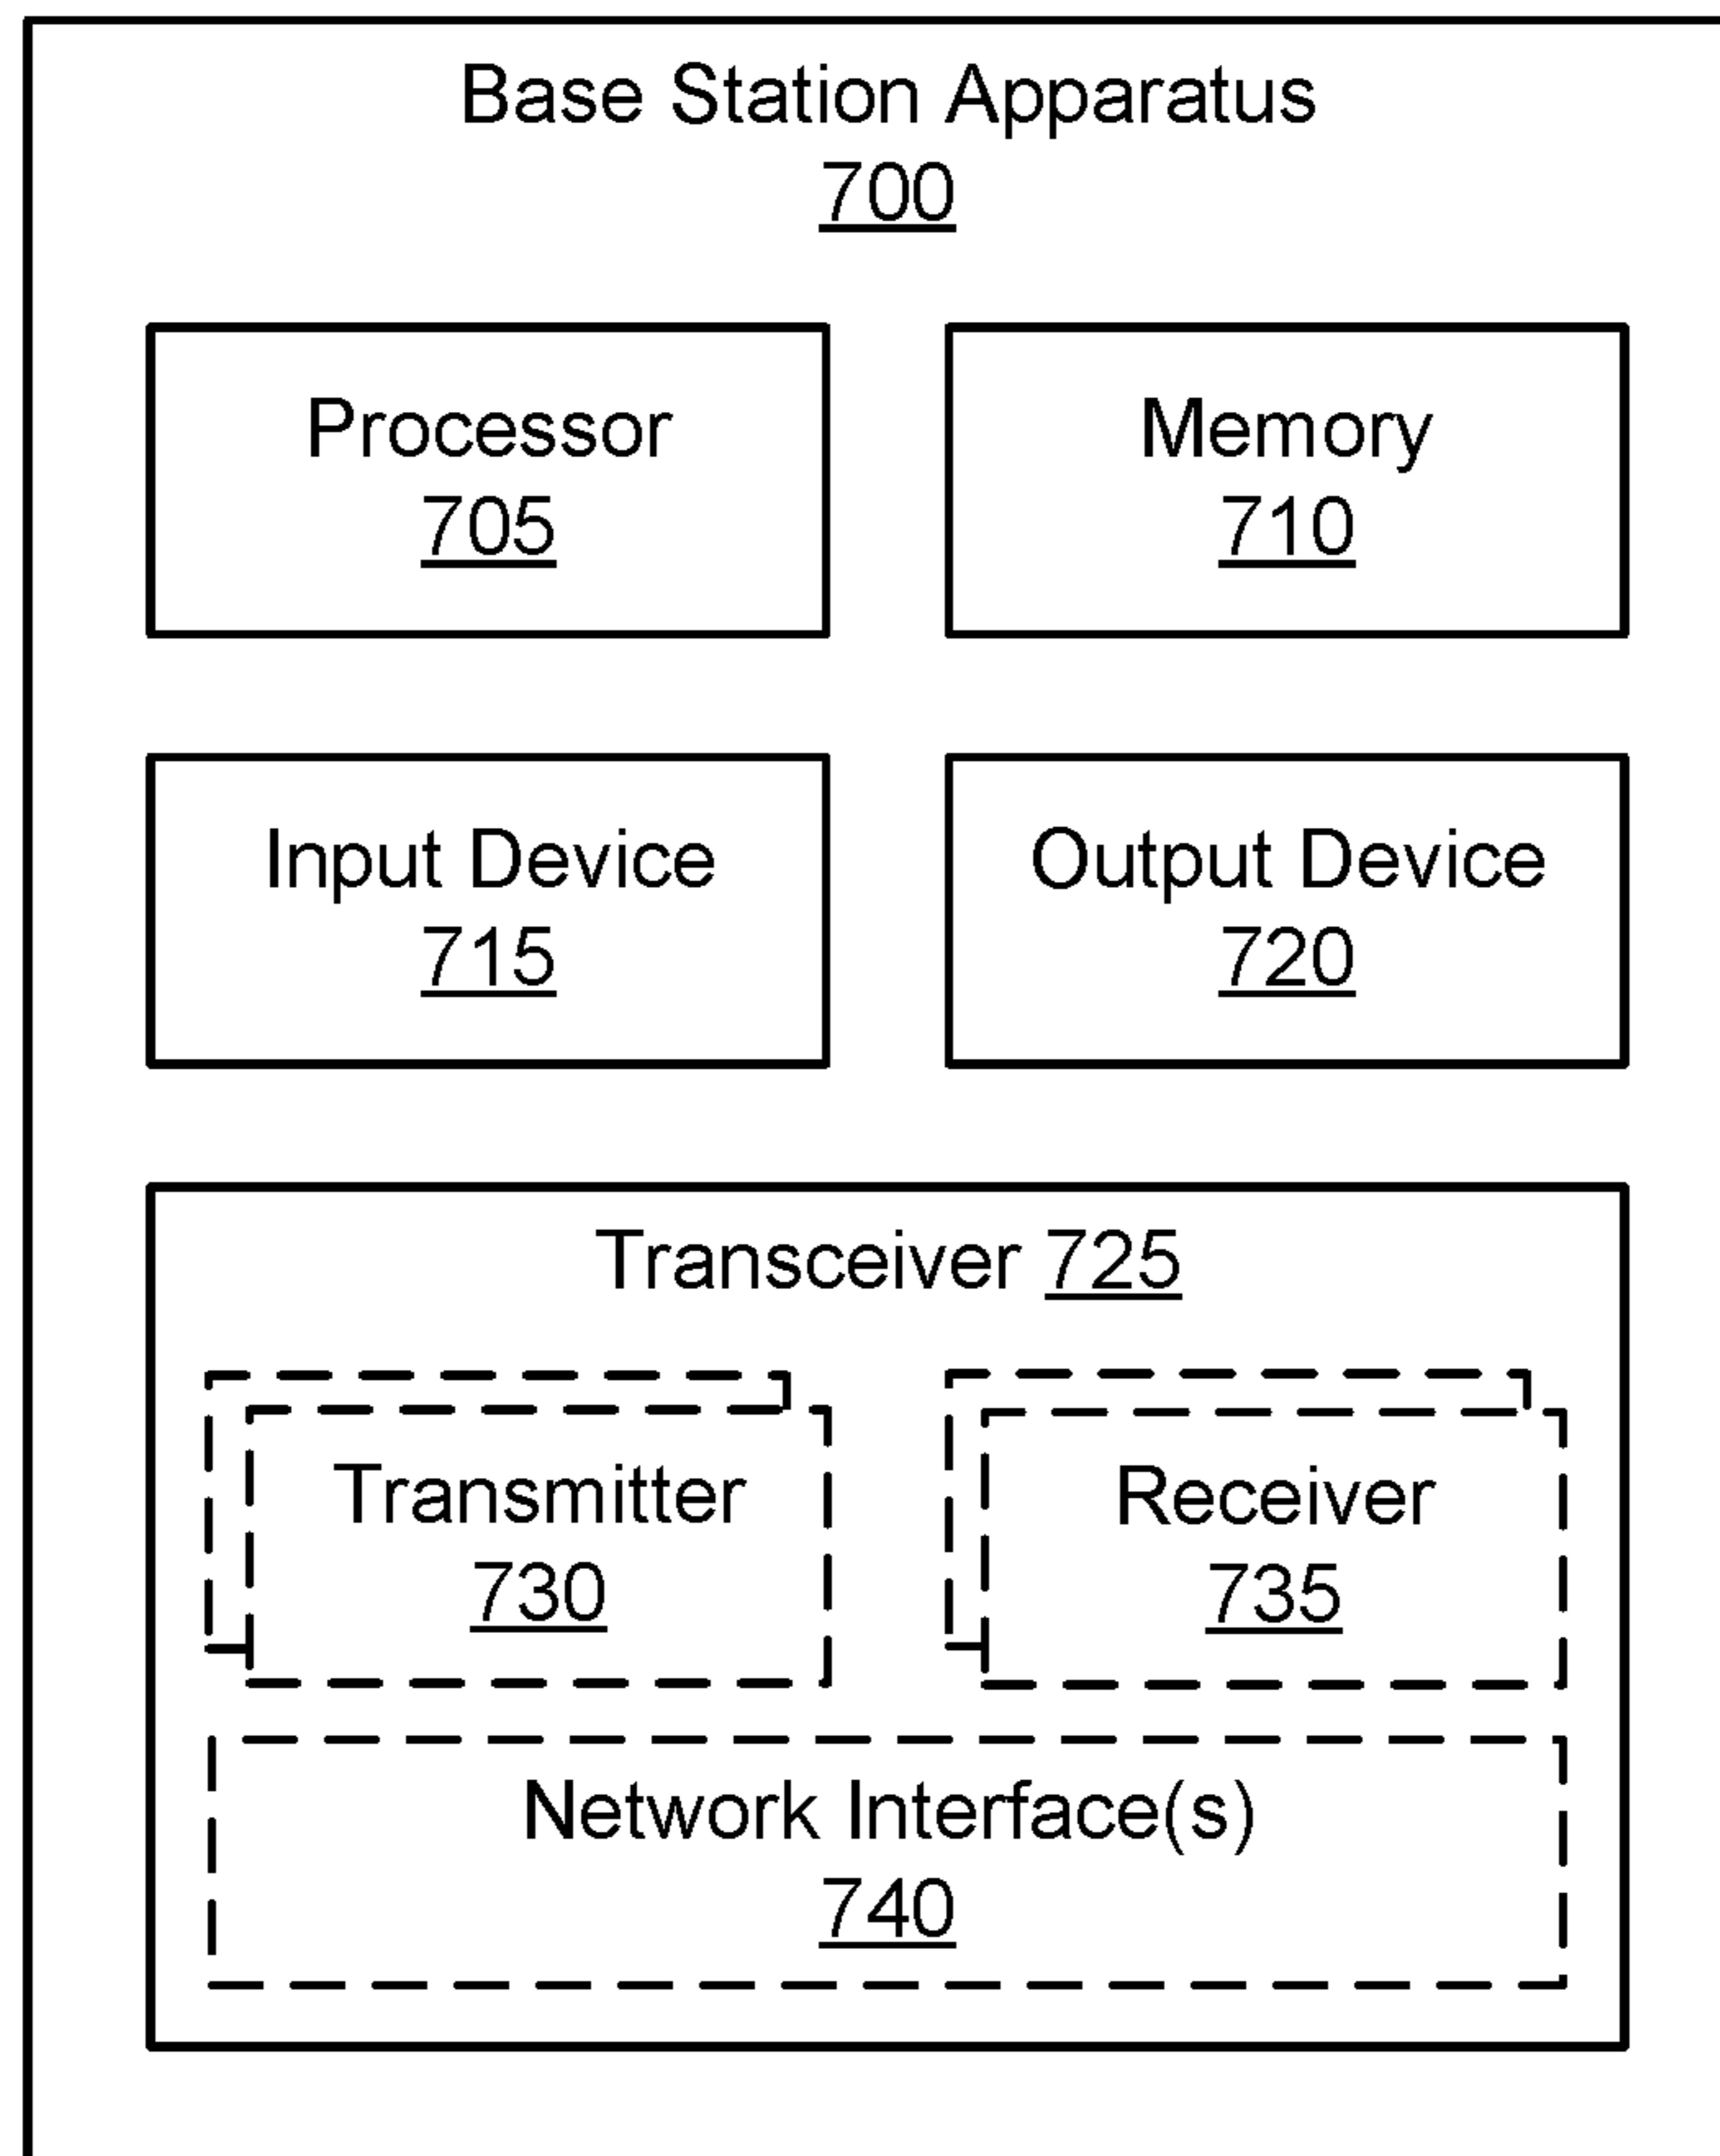 Base Station Apparatus
700
Processor
705
Memory
710
Input Device
715
Output Device
720
Transceiver 725
Transmitter
730
Receiver
735
Network Interface(s)
740